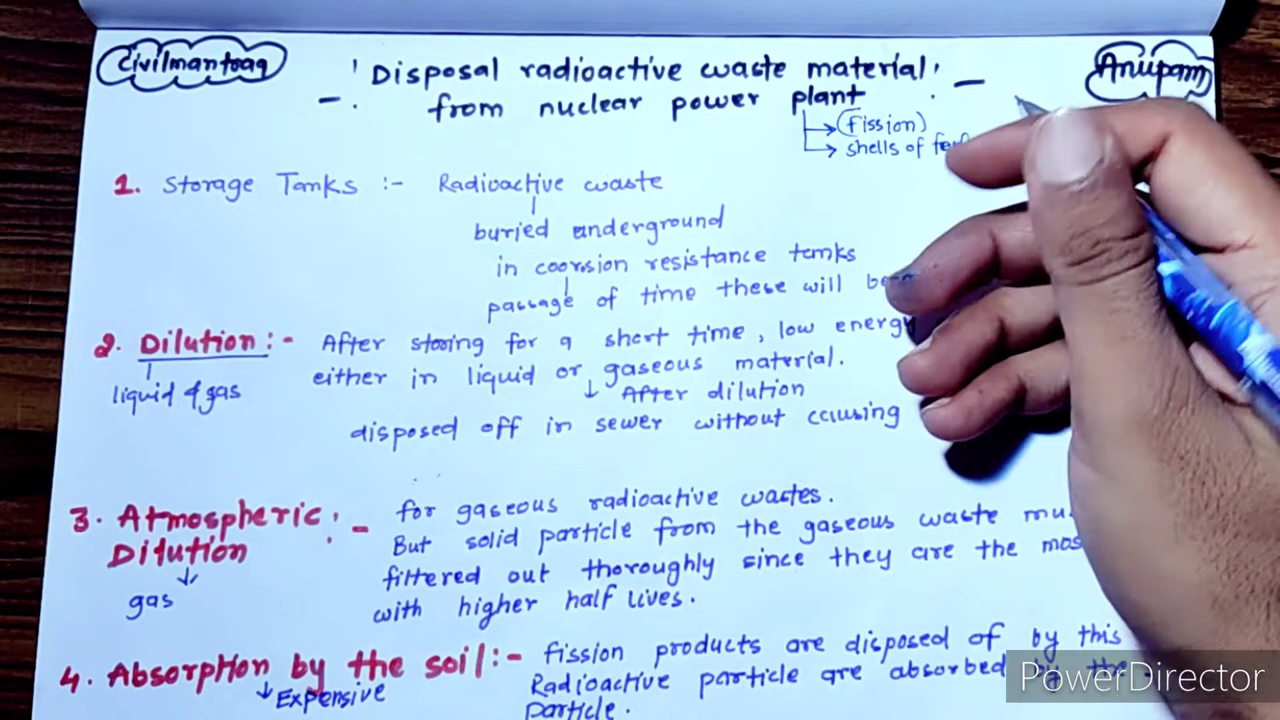 Civilmantraa
Anupam
- ' Disposal radioactive waste material ' -
from nuclear power plant
(fission)
shells of
1. Storage Tanks :- Radioactive waste
buried underground
in coorsion resistance tanks
passage of time these will
2. Dilution :- After storing for a short time, low energy
liquid & gas
either in liquid or gaseous material.
After dilution
disposed off in sewer without causing
3. Atmospheric :- for gaseous radioactive wastes.
Dilution
But solid particle from the gaseous waste
gas
filtered out thoroughly since they are the
with higher half lives.
4. Absorption by the soil :- fission products are disposed of by this
Expensive
Radioactive particle are absorbed by the
particle.
PowerDirector